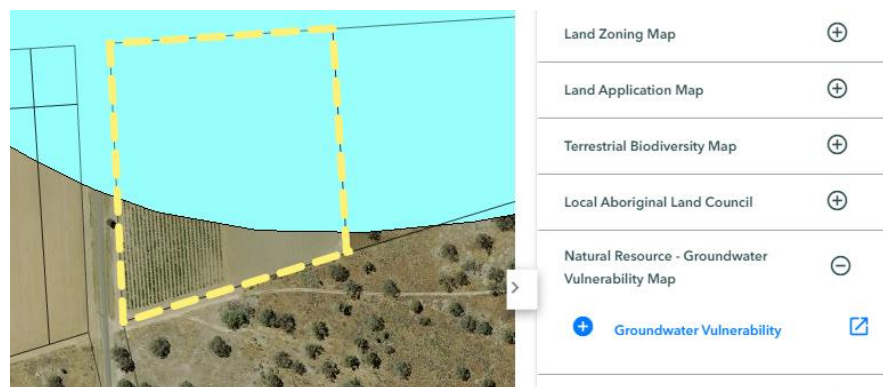 Land Zoning Map
Land Application Map
Terrestrial Biodiversity Map
Local Aboriginal Land Council
Natural Resource - Groundwater
Vulnerability Map
Groundwater Vulnerability